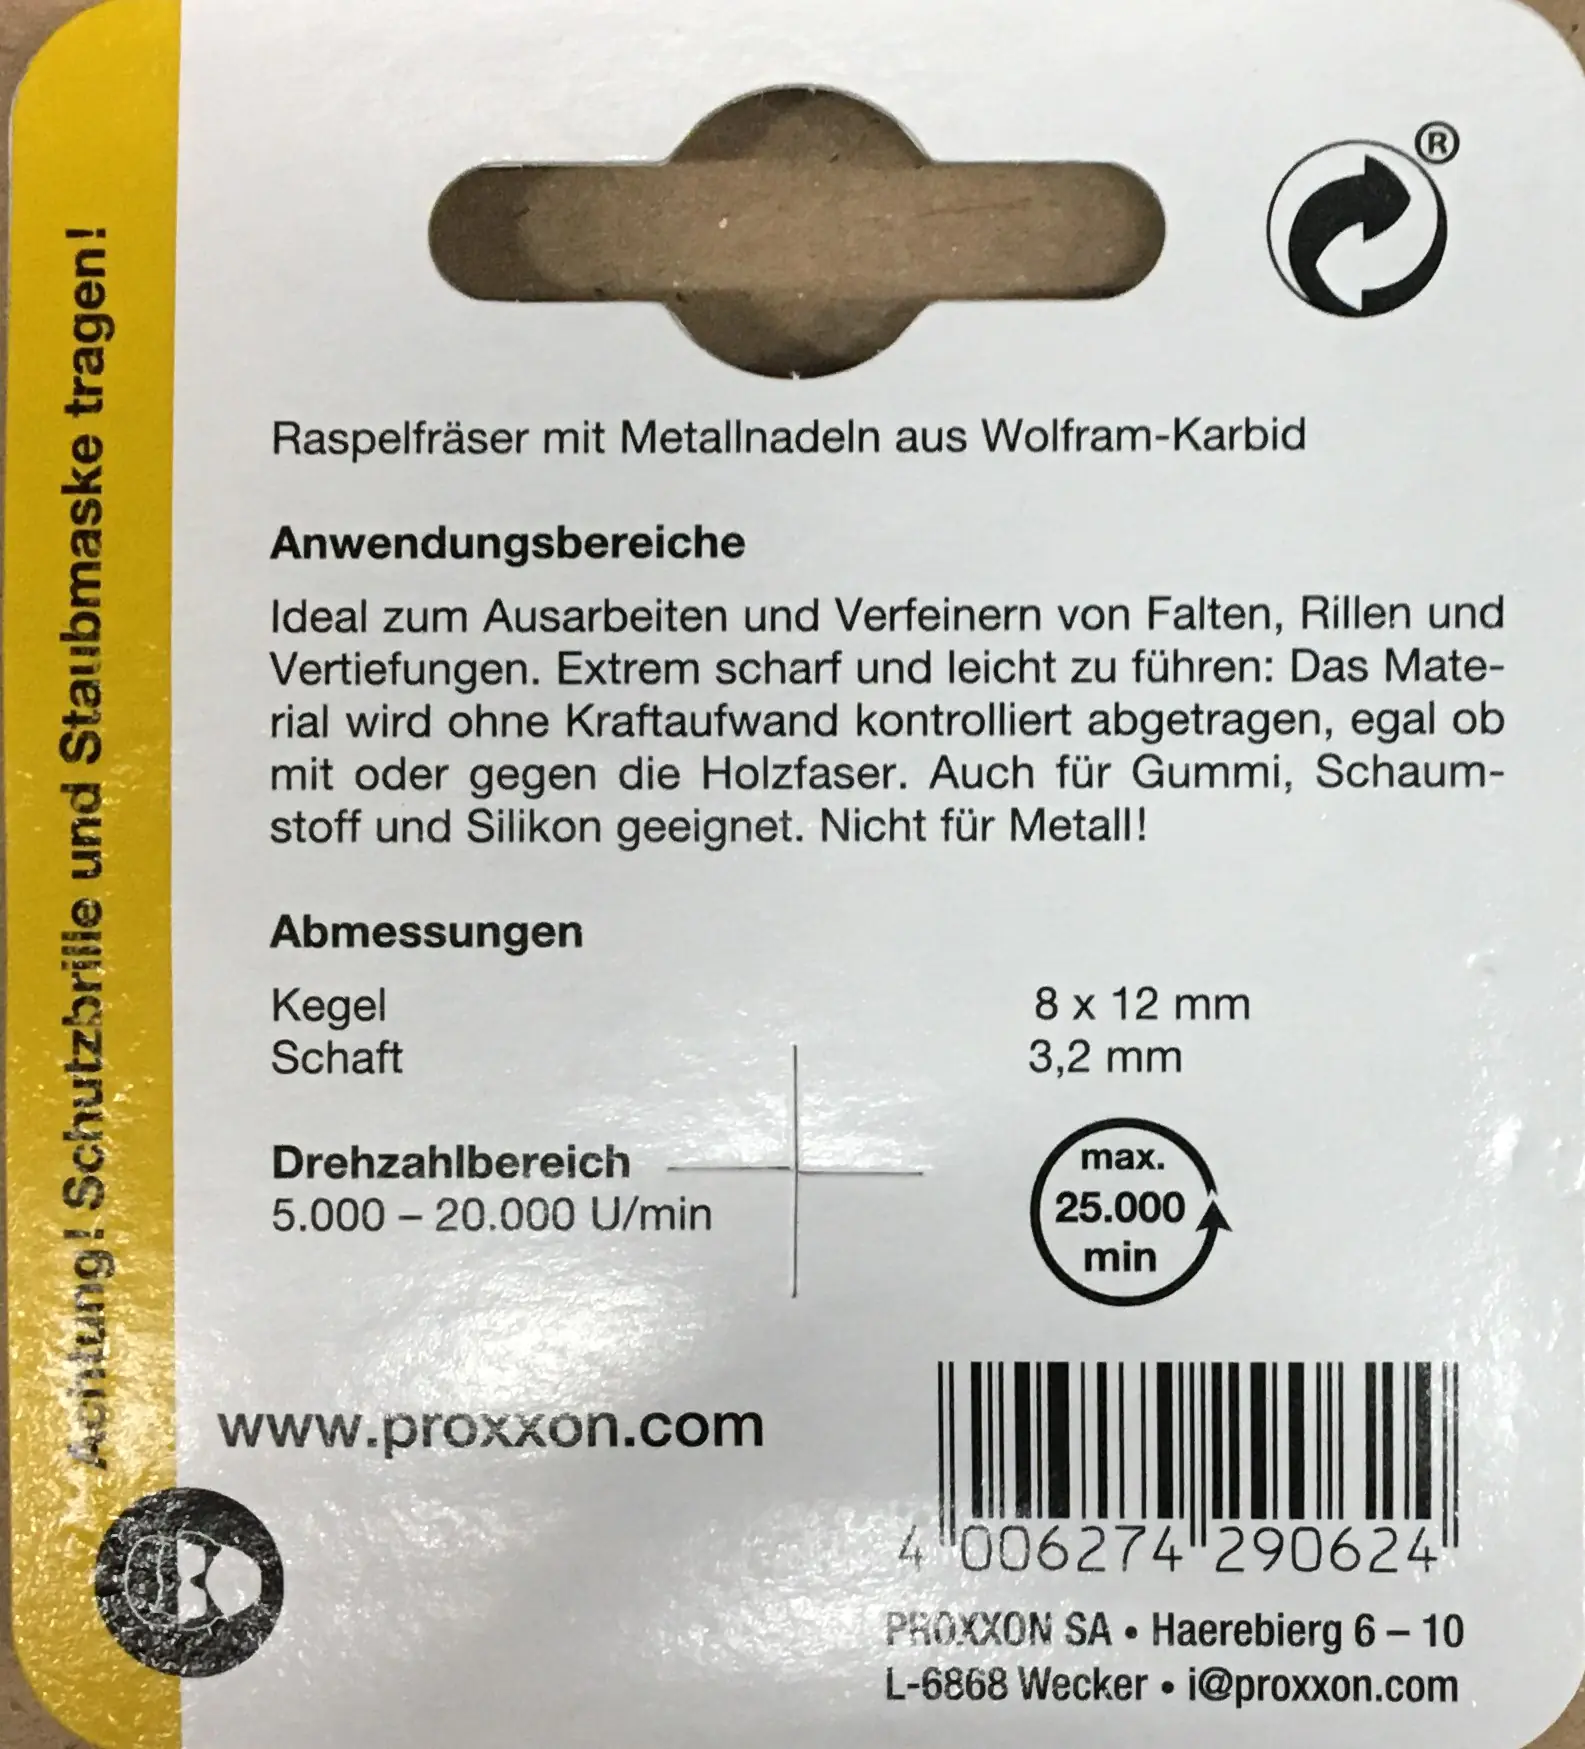 Achtung! Schutzbrille und Staubmaske tragen!
®
Raspelfräser mit Metallnadeln aus Wolfram-Karbid
Anwendungsbereiche
Ideal zum Ausarbeiten und Verfeinern von Falten, Rillen und
Vertiefungen. Extrem scharf und leicht zu führen: Das Mate-
rial wird ohne Kraftaufwand kontrolliert abgetragen, egal ob
mit oder gegen die Holzfaser. Auch für Gummi, Schaum-
stoff und Silikon geeignet. Nicht für Metall!
Abmessungen
Kegel 8 x 12 mm
Schaft 3,2 mm
Drehzahlbereich
5.000 – 20.000 U/min
max.
25.000
min
www.proxxon.com
4 006274 290624
PROXXON SA • Haerebierg 6 – 10
L-6868 Wecker • i@proxxon.com